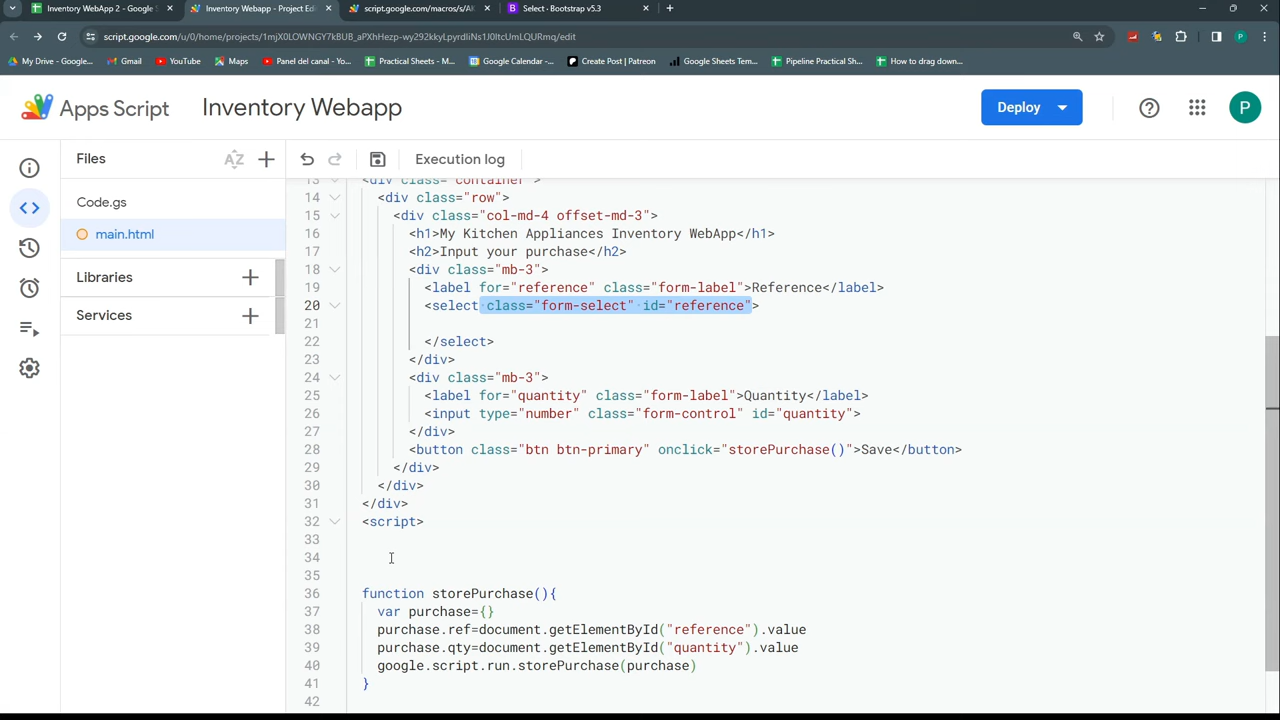 Inventory WebApp 2 - Google S
Inventory Webapp - Project Edi
script.google.com/macros/s/A
Select · Bootstrap v5.3
script.google.com/u/0/home/projects/
/edit
My Drive - Google...
Gmail
YouTube
Maps
Panel del canal - Yo...
Practical Sheets - M...
Google Calendar -...
Create Post | Patreon
Google Sheets Tem...
Pipeline Practical Sh...
How to drag down...
Apps Script
Inventory Webapp
Deploy
P
Files
Execution log
Code.gs
main.html
Libraries
Services
13 <div class="container">
14 <div class="row">
15 <div class="col-md-4 offset-md-3">
16 <h1>My Kitchen Appliances Inventory WebApp</h1>
17 <h2>Input your purchase</h2>
18 <div class="mb-3">
19 <label for="reference" class="form-label">Reference</label>
20 <select class="form-select" id="reference">
21
22 </select>
23 </div>
24 <div class="mb-3">
25 <label for="quantity" class="form-label">Quantity</label>
26 <input type="number" class="form-control" id="quantity">
27 </div>
28 <button class="btn btn-primary" onclick="storePurchase()">Save</button>
29 </div>
30 </div>
31 </div>
32 <script>
33
34
35
36 function storePurchase(){
37 var purchase={}
38 purchase.ref=document.getElementById("reference").value
39 purchase.qty=document.getElementById("quantity").value
40 google.script.run.storePurchase(purchase)
41 }
42